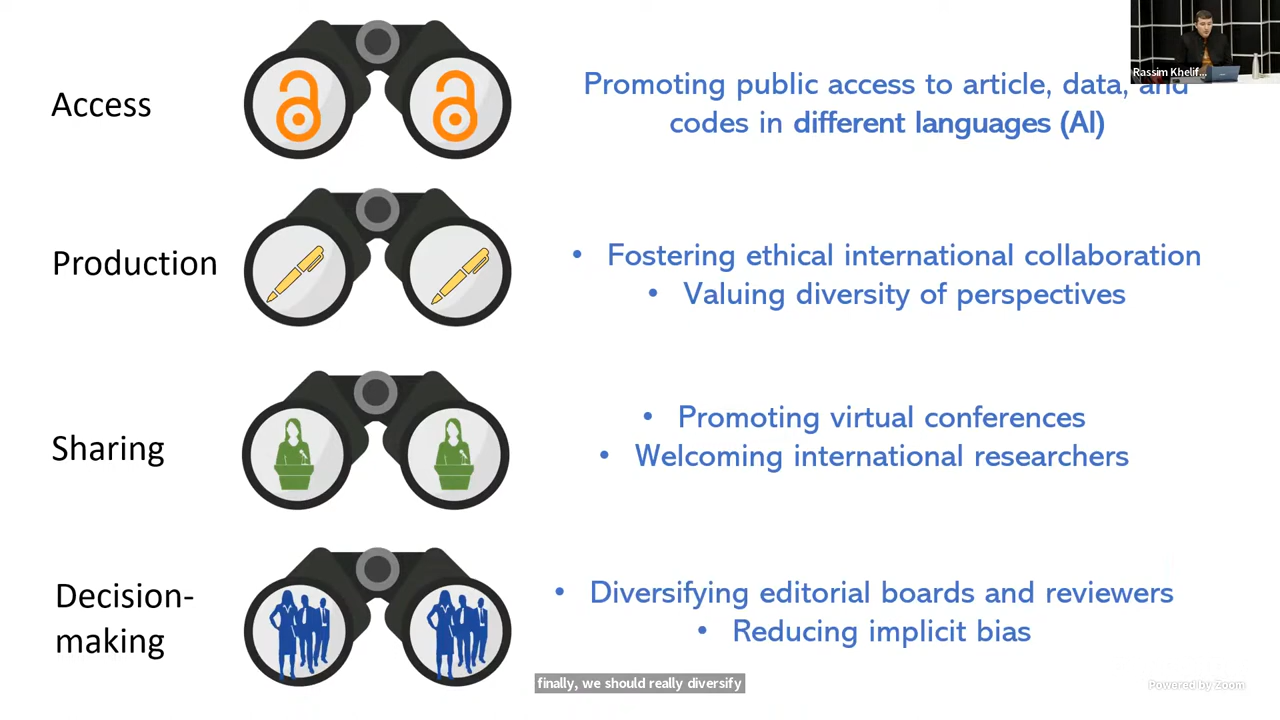 Rassim Khelif...
Access
Promoting public access to article, data, and
codes in different languages (AI)
Production
• Fostering ethical international collaboration
• Valuing diversity of perspectives
Sharing
• Promoting virtual conferences
• Welcoming international researchers
Decision-
making
• Diversifying editorial boards and reviewers
• Reducing implicit bias
finally, we should really diversify
Powered by Zoom